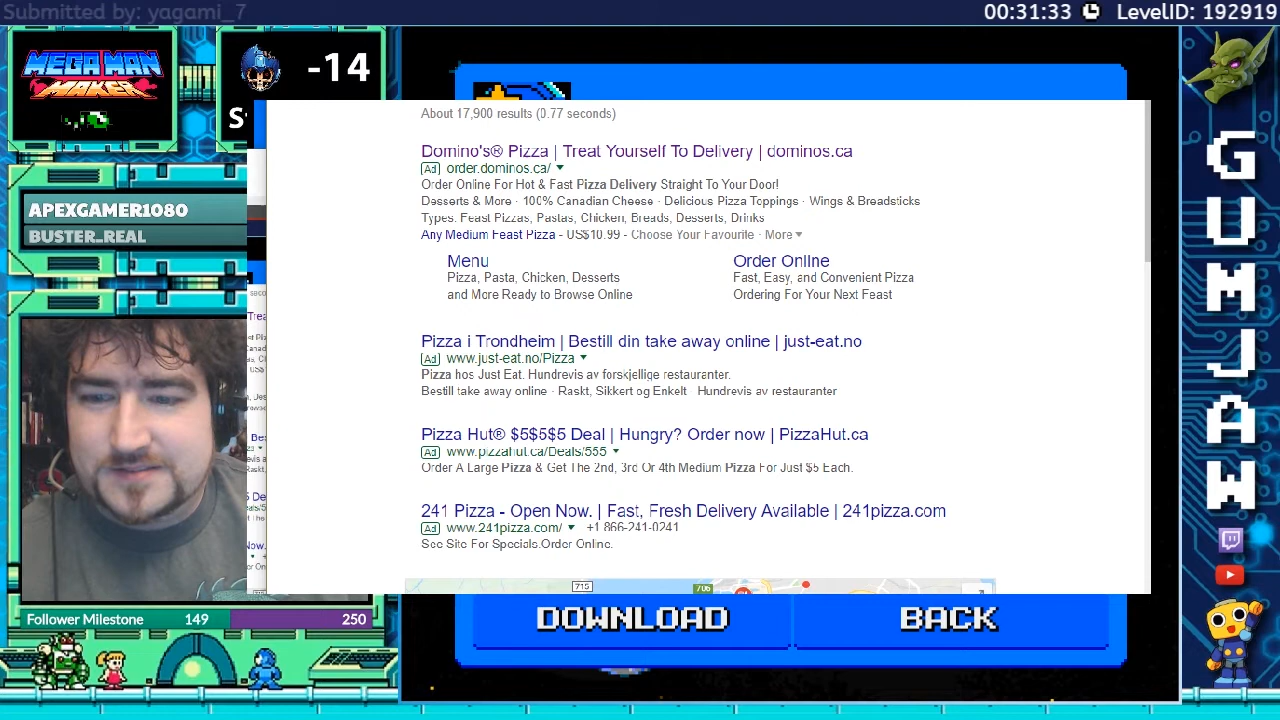 Submitted by: yagami_7
00:31:33
LevelID: 192919
MEGA MAN
MAKER
-14
S
APEXGAMER1080
BUSTER_REAL
About 17,900 results (0.77 seconds)
Domino's® Pizza | Treat Yourself To Delivery | dominos.ca
Ad order.dominos.ca/
Order Online For Hot & Fast Pizza Delivery Straight To Your Door!
Desserts & More · 100% Canadian Cheese · Delicious Pizza Toppings · Wings & Breadsticks
Types: Feast Pizzas, Pastas, Chicken, Breads, Desserts, Drinks
Any Medium Feast Pizza - US$10.99 - Choose Your Favourite · More
Menu
Pizza, Pasta, Chicken, Desserts
and More Ready to Browse Online
Order Online
Fast, Easy, and Convenient Pizza
Ordering For Your Next Feast
Pizza i Trondheim | Bestill din take away online | just-eat.no
Ad www.just-eat.no/Pizza
Pizza hos Just Eat. Hundrevis av forskjellige restauranter.
Bestill take away online · Raskt, Sikkert og Enkelt · Hundrevis av restauranter
Pizza Hut® $5$5$5 Deal | Hungry? Order now | PizzaHut.ca
Ad www.pizzahut.ca/Deals/555
Order A Large Pizza & Get The 2nd, 3rd Or 4th Medium Pizza For Just $5 Each.
241 Pizza - Open Now. | Fast, Fresh Delivery Available | 241pizza.com
Ad www.241pizza.com/ +1 866-241-0241
See Site For Specials.Order Online.
715
706
DOWNLOAD
BACK
Follower Milestone 149 250
GUMJAW